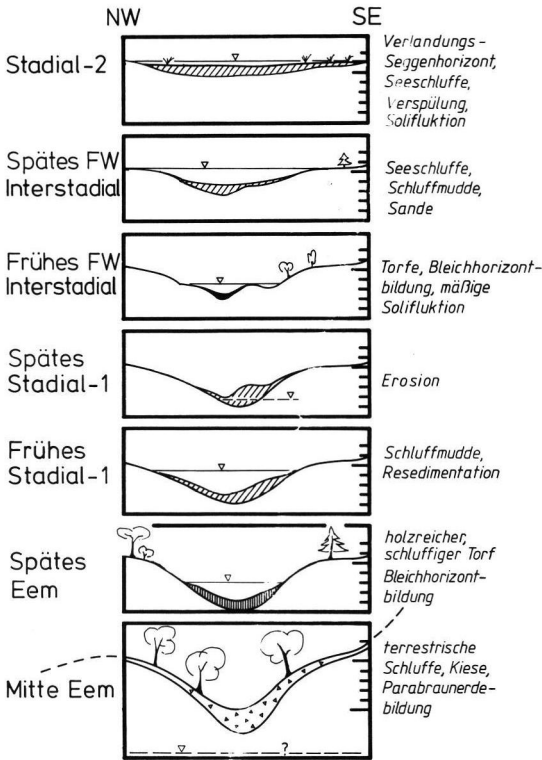 NW
SE
Stadial-2
Verlandungs-
Seggenhorizont,
Seeschluffe,
Verspülung,
Solifluktion
Spätes FW
Interstadial
Seeschluffe,
Schluffmudde,
Sande
Frühes FW
Interstadial
Torfe, Bleichhorizont-
bildung, mäßige
Solifluktion
Spätes
Stadial-1
Erosion
Frühes
Stadial-1
Schluffmudde,
Resedimentation
Spätes
Eem
holzreicher,
schluffiger Torf
Bleichhorizont-
bildung
Mitte Eem
terrestrische
Schluffe, Kiese,
Parabraunerde-
bildung
?